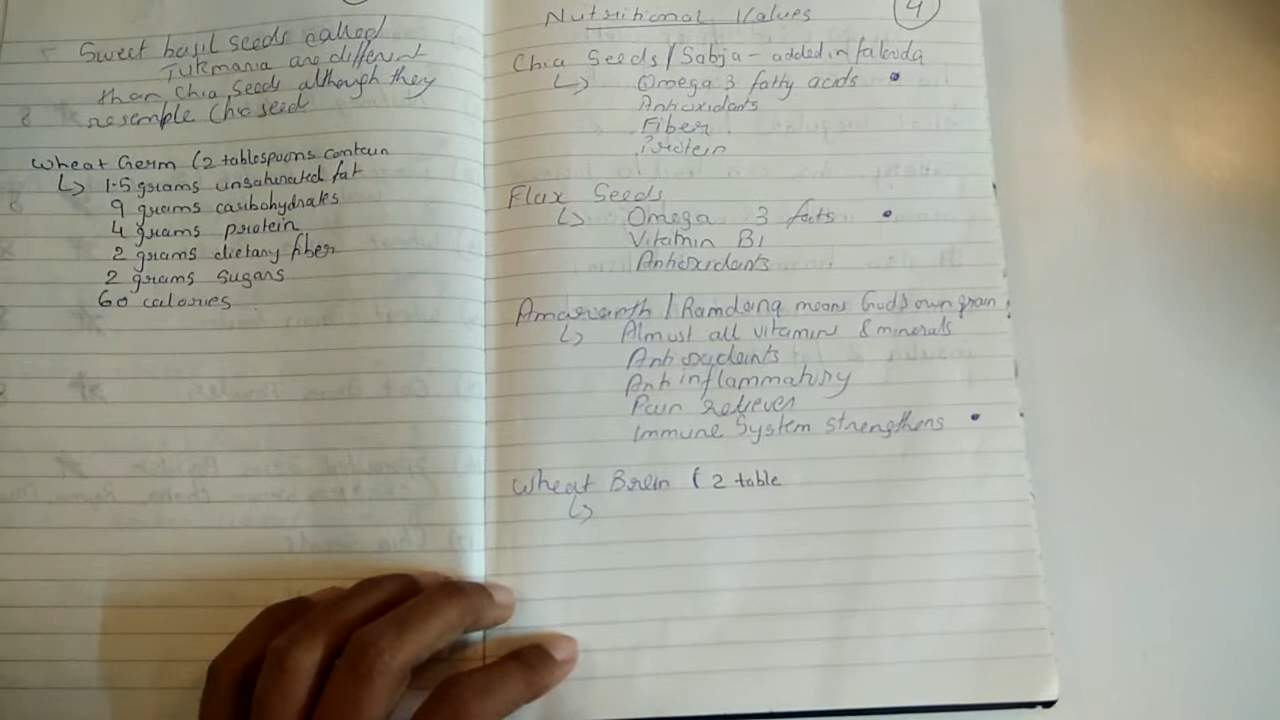 Sweet basil seeds called
Tukmaria are different
than Chia Seeds although they
resemple Chia seed
Wheat Germ (2 tablespoons contain
↳ 1.5 grams unsaturated fat
9 grams carbohydrates
4 grams protein
2 grams dietary fiber
2 grams sugars
60 calories
4
Nutritional Values
Chia Seeds / Sabja - added in faluda
↳ Omega 3 fatty acids •
Antioxidants
Fiber
Protein
Flax Seeds
↳ Omega 3 fats •
Vitamin B1
Antioxidants
Amaranth / Ramdana means God's own grain
↳ Almost all vitamin & minerals
Antioxydants
Anti inflammatory
Pain reliever
Immune System strengthens •
Wheat Brein ( 2 table
↳